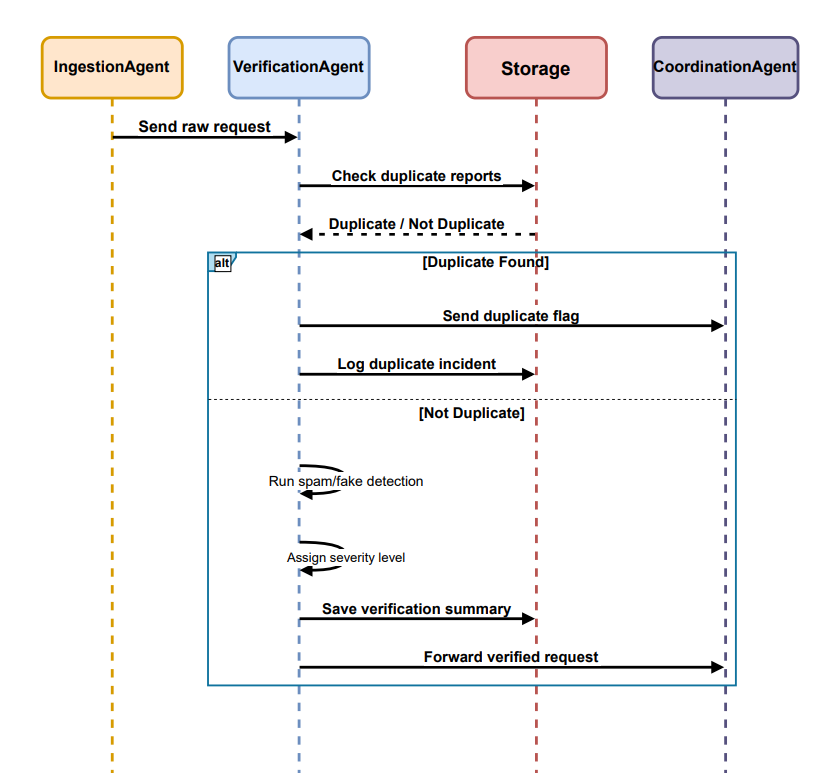 IngestionAgent
VerificationAgent
Storage
CoordinationAgent
Send raw request
Check duplicate reports
Duplicate / Not Duplicate
alt
[Duplicate Found]
Send duplicate flag
Log duplicate incident
[Not Duplicate]
Run spam/fake detection
Assign severity level
Save verification summary
Forward verified request